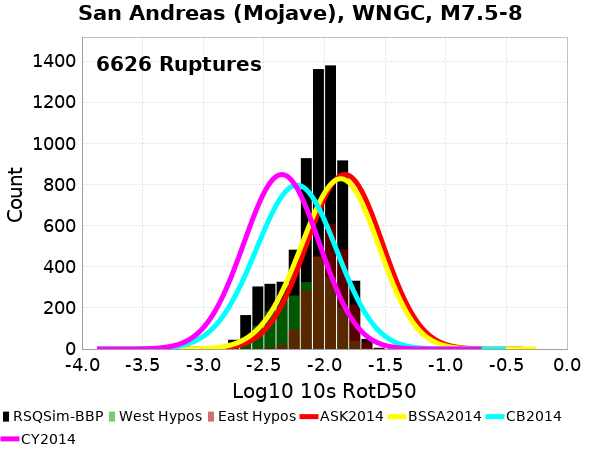 San Andreas (Mojave), WNGC, M7.5-8
6626 Ruptures
Count
1400
1200
1000
800
600
400
200
0
-4.0 -3.5 -3.0 -2.5 -2.0 -1.5 -1.0 -0.5 0.0
Log10 10s RotD50
RSQSim-BBP West Hypos East Hypos ASK2014 BSSA2014 CB2014
CY2014